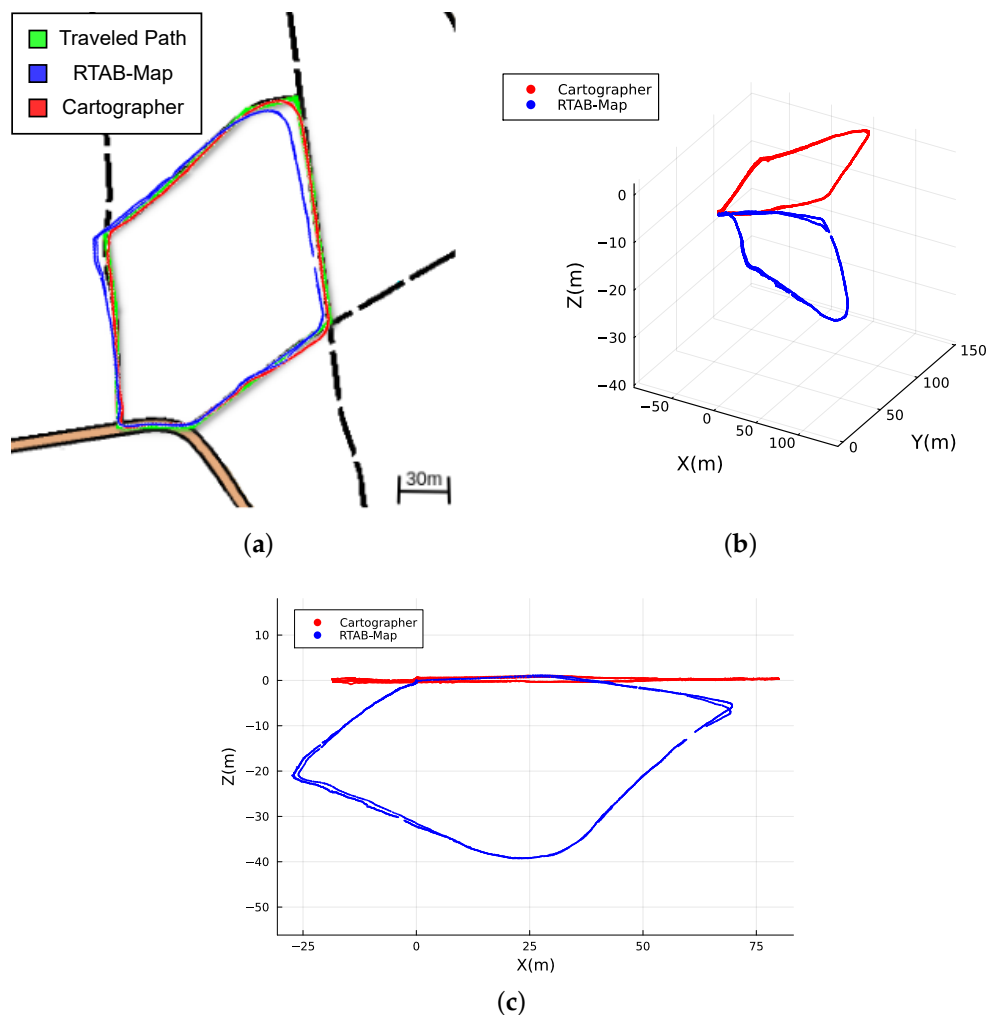 Traveled Path
RTAB-Map
Cartographer
30m
(a)
Cartographer
RTAB-Map
0
−10
−20
−30
−40
Z(m)
−50
0
50
100
X(m)
0
50
100
150
Y(m)
(b)
Cartographer
RTAB-Map
10
0
−10
−20
−30
−40
−50
Z(m)
−25
0
25
50
75
X(m)
(c)